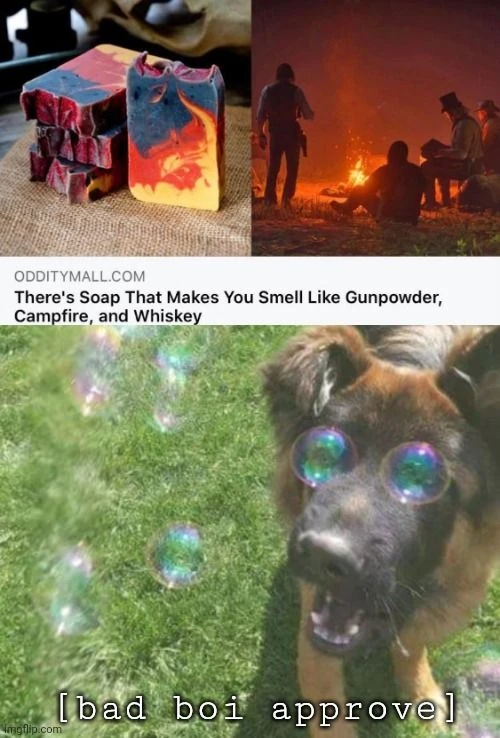 ODDITYMALL.COM
There's Soap That Makes You Smell Like Gunpowder,
Campfire, and Whiskey
[bad boi approve]
imgflip.com